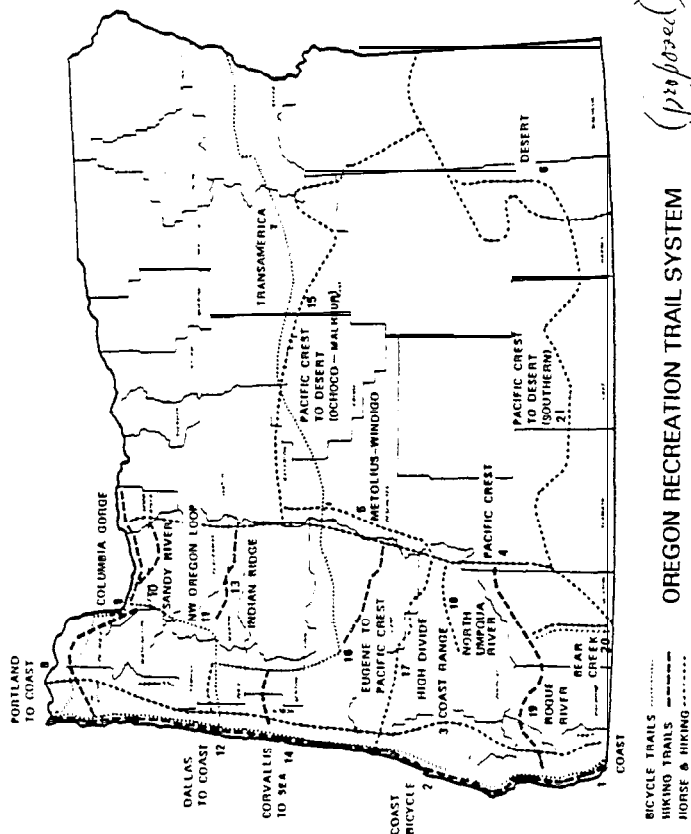 PORTLAND
TO COAST
8
COLUMBIA GORGE
9
10
SANDY RIVER
NW OREGON LOOP
11
13
INDIAN RIDGE
DALLAS
TO COAST
12
CORVALLIS
TO SEA 14
TRANSAMERICA
7
15
PACIFIC CREST
TO DESERT
(OCHOCO-MALHEUR)
METOLIUS-WINDIGO
16
EUGENE TO
PACIFIC CREST
17
HIGH DIVIDE
3 COAST RANGE
18
NORTH
UMPQUA
RIVER
PACIFIC CREST
4
COAST
BICYCLE
2
19
ROGUE
RIVER
BEAR
CREEK
20
PACIFIC CREST
TO DESERT
(SOUTHERN)
21
DESERT
1
COAST
BICYCLE TRAILS
HIKING TRAILS
HORSE & HIKING
OREGON RECREATION TRAIL SYSTEM
(proposed)